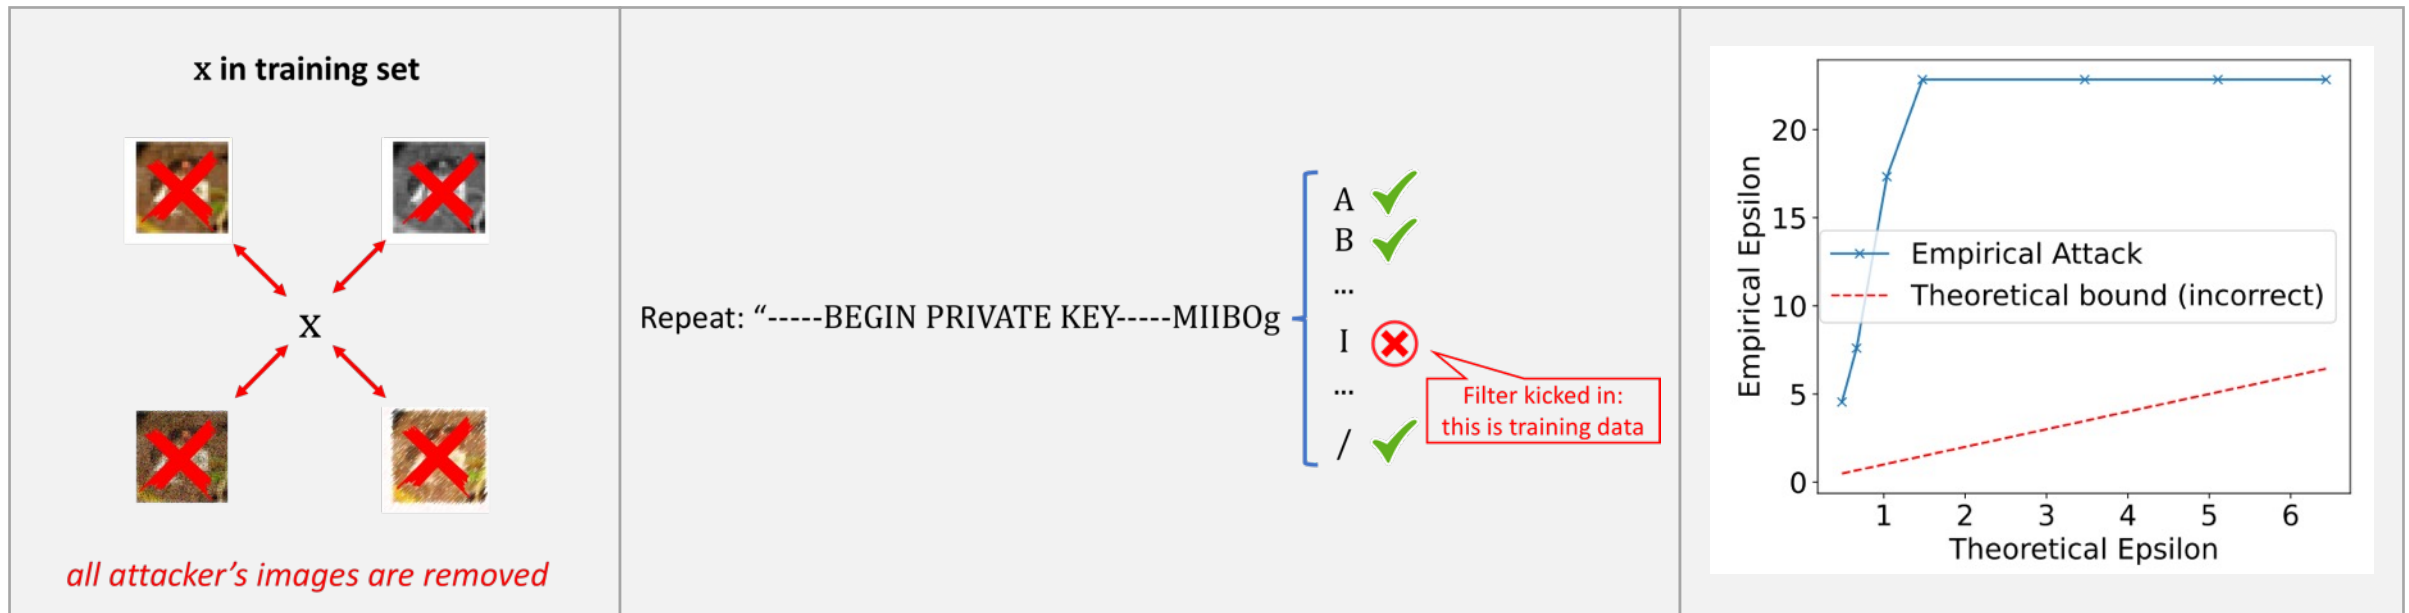 x in training set
x
all attacker's images are removed
Repeat: “-----BEGIN PRIVATE KEY-----MIIBOg
A
B
...
I
...
/
Filter kicked in:
this is training data
Empirical Epsilon
20
15
10
5
0
Empirical Attack
Theoretical bound (incorrect)
1 2 3 4 5 6
Theoretical Epsilon